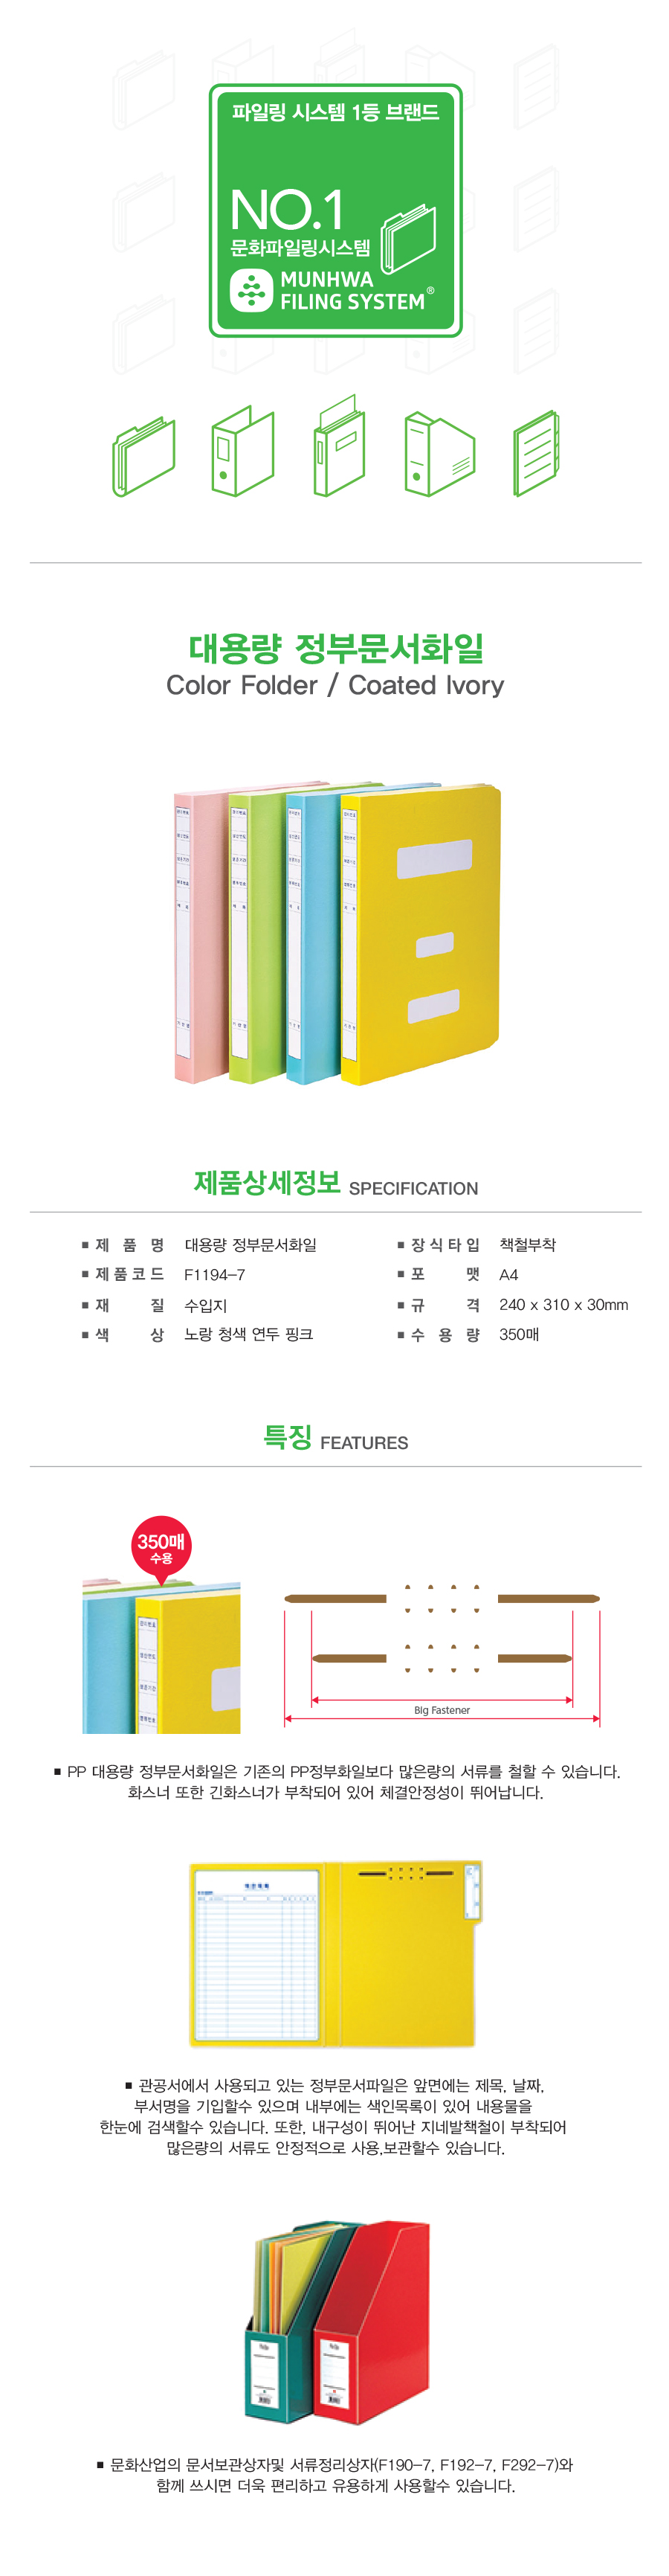 파일링 시스템 1등 브랜드
NO.1
문화파일링시스템
MUNHWA
FILING SYSTEM®
대용량 정부문서화일
Color Folder / Coated Ivory
제품상세정보 SPECIFICATION
■ 제 품 명 대용량 정부문서화일
■ 장식타입 책철부착
■ 제품코드 F1194-7
■ 포 맷 A4
■ 재 질 수입지
■ 규 격 240 x 310 x 30mm
■ 색 상 노랑 청색 연두 핑크
■ 수 용 량 350매
특징 FEATURES
350매
수용
Big Fastener
■ PP 대용량 정부문서화일은 기존의 PP정부화일보다 많은량의 서류를 철할 수 있습니다.
화스너 또한 긴화스너가 부착되어 있어 체결안정성이 뛰어납니다.
색인목록
■ 관공서에서 사용되고 있는 정부문서파일은 앞면에는 제목, 날짜,
부서명을 기입할수 있으며 내부에는 색인목록이 있어 내용물을
한눈에 검색할수 있습니다. 또한, 내구성이 뛰어난 지네발책철이 부착되어
많은량의 서류도 안정적으로 사용,보관할수 있습니다.
■ 문화산업의 문서보관상자및 서류정리상자(F190-7, F192-7, F292-7)와
함께 쓰시면 더욱 편리하고 유용하게 사용할수 있습니다.